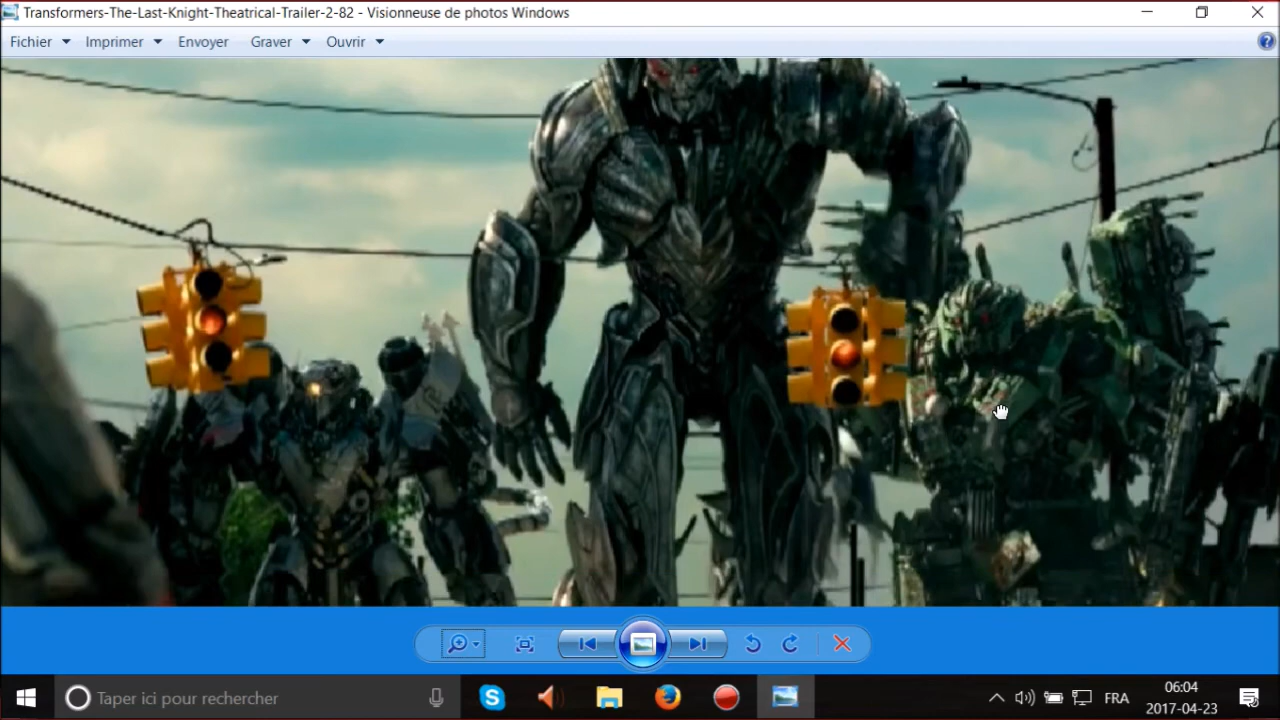 Transformers-The-Last-Knight-Theatrical-Trailer-2-82 - Visionneuse de photos Windows
Fichier Imprimer Envoyer Graver Ouvrir
Taper ici pour rechercher
FRA
06:04
2017-04-23